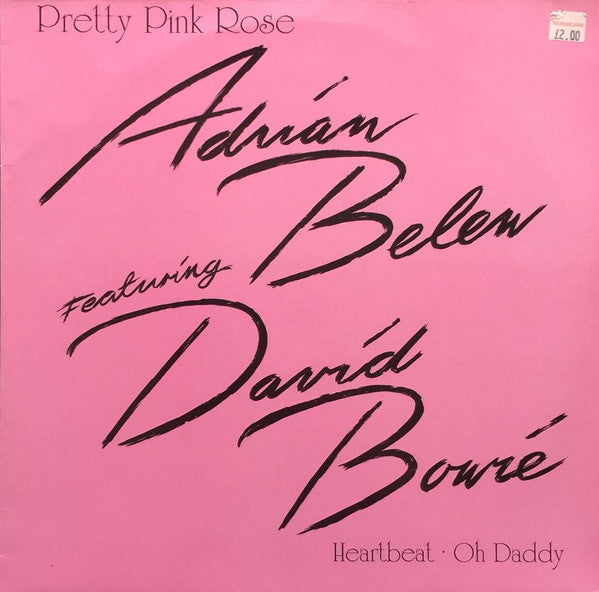 Pretty Pink Rose
£2.00
Adrian
Belew
Featuring
David
Bowie
Heartbeat · Oh Daddy